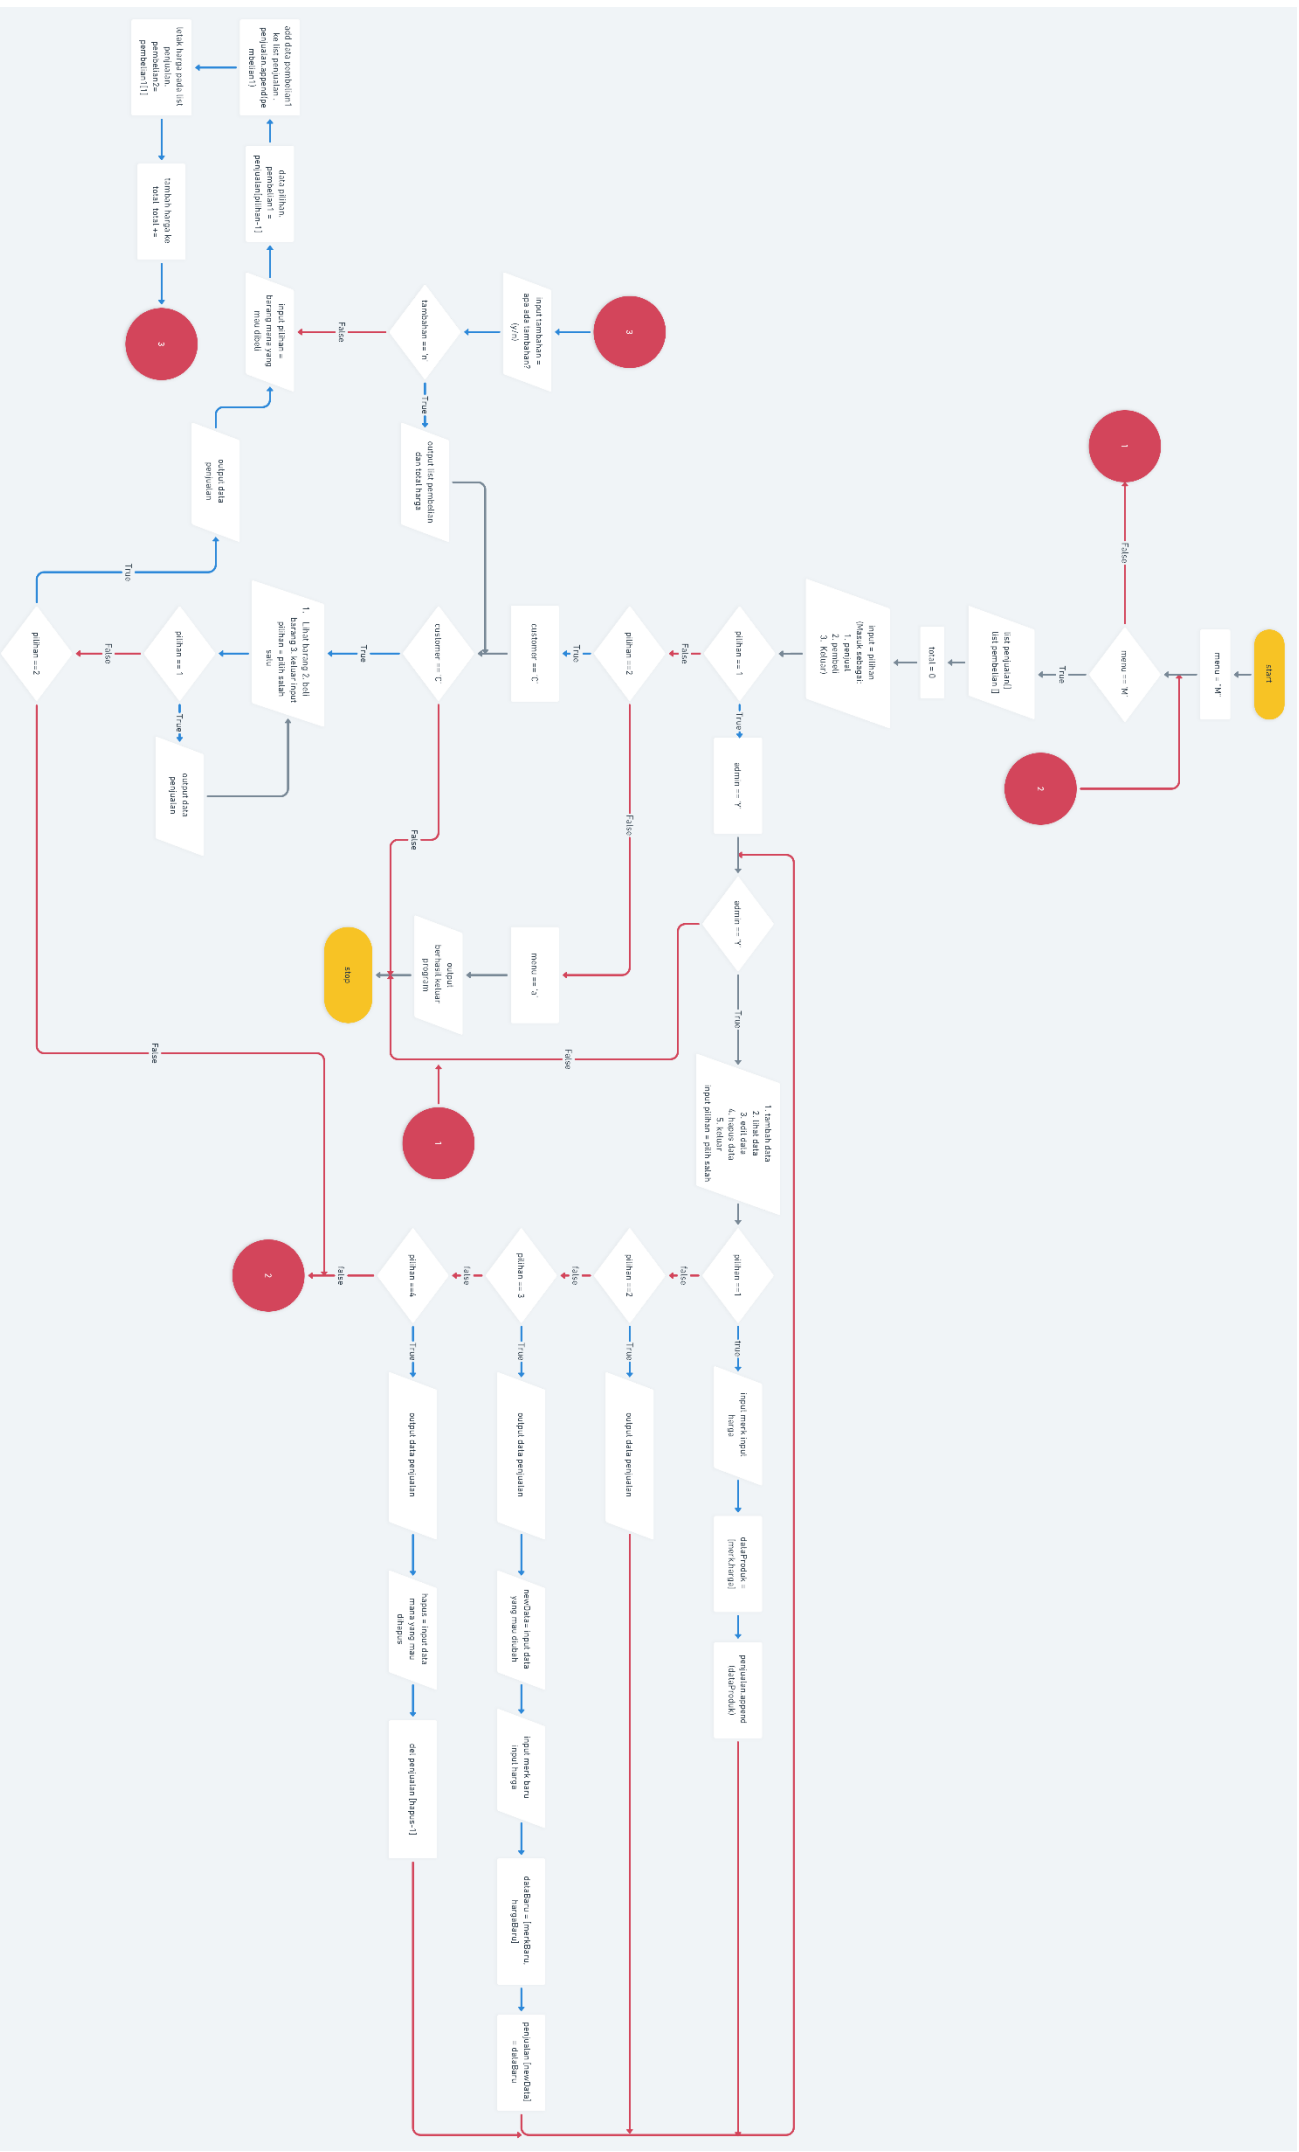 start
menu = "M"
menu == 'M'
False
1
2
True
list penjualan[]
list pembelian []
total = 0
input = pilihan
(Masuk sebagai:
1. penjual
2. pembeli
3. Keluar)
pilihan == 1
True
admin == 'Y'
admin == 'Y'
True
False
1. tambah data
2. lihat data
3. edit data
4. hapus data
5. keluar
input pilihan = pilih salah
pilihan ==1
true
input merk input
harga
dataProduk =
[merk,harga]
penjualan.append
(dataProduk)
false
pilihan ==2
True
output data penjualan
false
pilihan == 3
True
output data penjualan
newData= input data
yang mau diubah
input merk baru
input harga
dataBaru = [merkBaru,
hargaBaru]
penjualan [newData]
= dataBaru
false
pilihan ==4
True
output data penjualan
hapus = input data
mana yang mau
dihapus
del penjualan [hapus-1]
false
2
False
pilihan ==2
False
menu == 'a'
output
berhasil keluar
program
stop
1
True
customer == 'C'
customer == 'C'
False
True
1. Lihat barang 2. beli
barang 3. keluar input
pilihan = pilih salah
satu
pilihan == 1
True
output data
penjualan
False
pilihan ==2
False
True
output data
penjualan
input pilihan =
barang mana yang
mau dibeli
data pilihan.
pembelian1 =
penjualan[pilihan-1]
add data pembelian1
ke list penjualan .
penjualan.append(pe
mbelian1)
letak harga pada list
penjualan.
pembelian2=
pembelian1[1]
tambah harga ke
total total +=
3
3
input tambahan =
apa ada tambahan?
(y/n)
tambahan == 'n'
False
True
output list pembelian
dan total harga